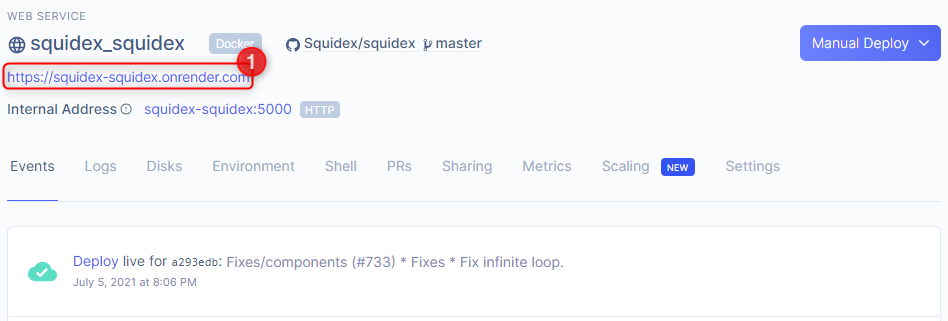 WEB SERVICE
squidex_squidex Docker Squidex/squidex master
Manual Deploy
1
https://squidex-squidex.onrender.com
Internal Address squidex-squidex:5000 HTTP
Events Logs Disks Environment Shell PRs Sharing Metrics Scaling NEW Settings
Deploy live for a293edb: Fixes/components (#733) * Fixes * Fix infinite loop.
July 5, 2021 at 8:06 PM